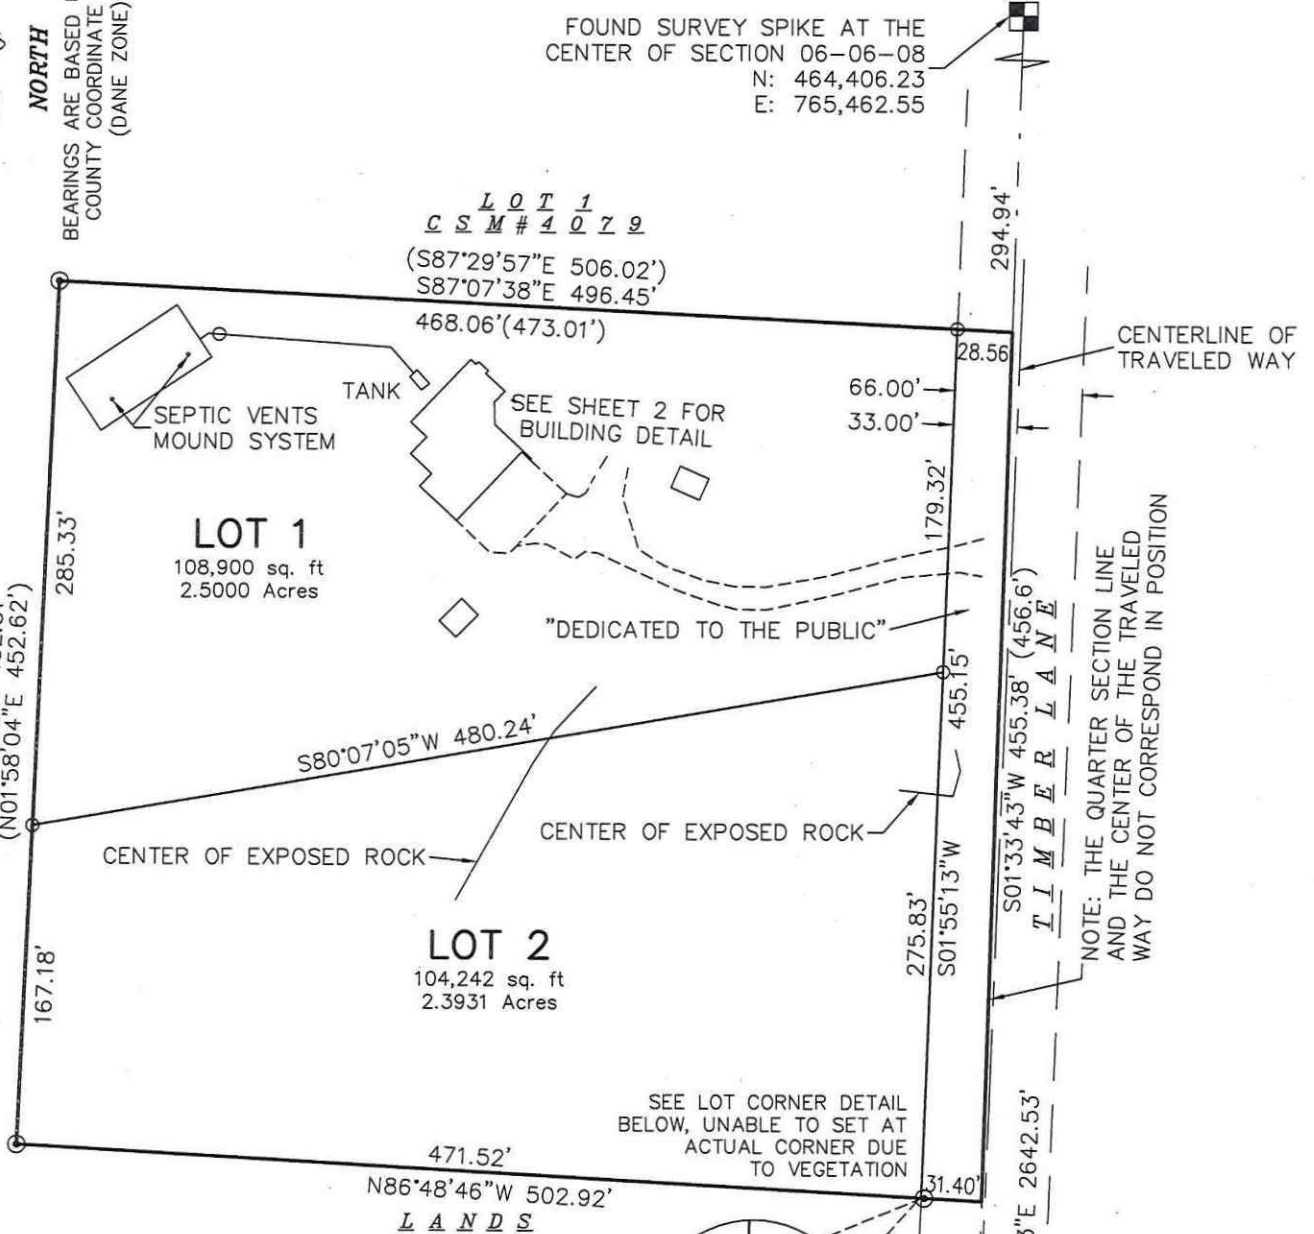 NORTH
BEARINGS ARE BASED
COUNTY COORDINATE
(DANE ZONE)
FOUND SURVEY SPIKE AT THE
CENTER OF SECTION 06-06-08
N: 464,406.23
E: 765,462.55
294.94'
LOT 1
CSM#4079
(S87°29'57"E 506.02')
S87°07'38"E 496.45'
468.06'(473.01')
28.56
CENTERLINE OF
TRAVELED WAY
66.00'
33.00'
TANK
SEPTIC VENTS
MOUND SYSTEM
SEE SHEET 2 FOR
BUILDING DETAIL
179.32'
285.33'
LOT 1
108,900 sq. ft
2.5000 Acres
"DEDICATED TO THE PUBLIC"
(N01°58'04"E 452.62')
455.15'
S01°33'43"W 455.38' (456.6')
TIMBER LANE
NOTE: THE QUARTER SECTION LINE
AND THE CENTER OF THE TRAVELED
WAY DO NOT CORRESPOND IN POSITION
S80°07'05"W 480.24'
CENTER OF EXPOSED ROCK
CENTER OF EXPOSED ROCK
LOT 2
104,242 sq. ft
2.3931 Acres
167.18'
275.83'
S01°55'13"W
SEE LOT CORNER DETAIL
BELOW, UNABLE TO SET AT
ACTUAL CORNER DUE
TO VEGETATION
31.40'
3"E 2642.53'
471.52'
N86°48'46"W 502.92'
LANDS